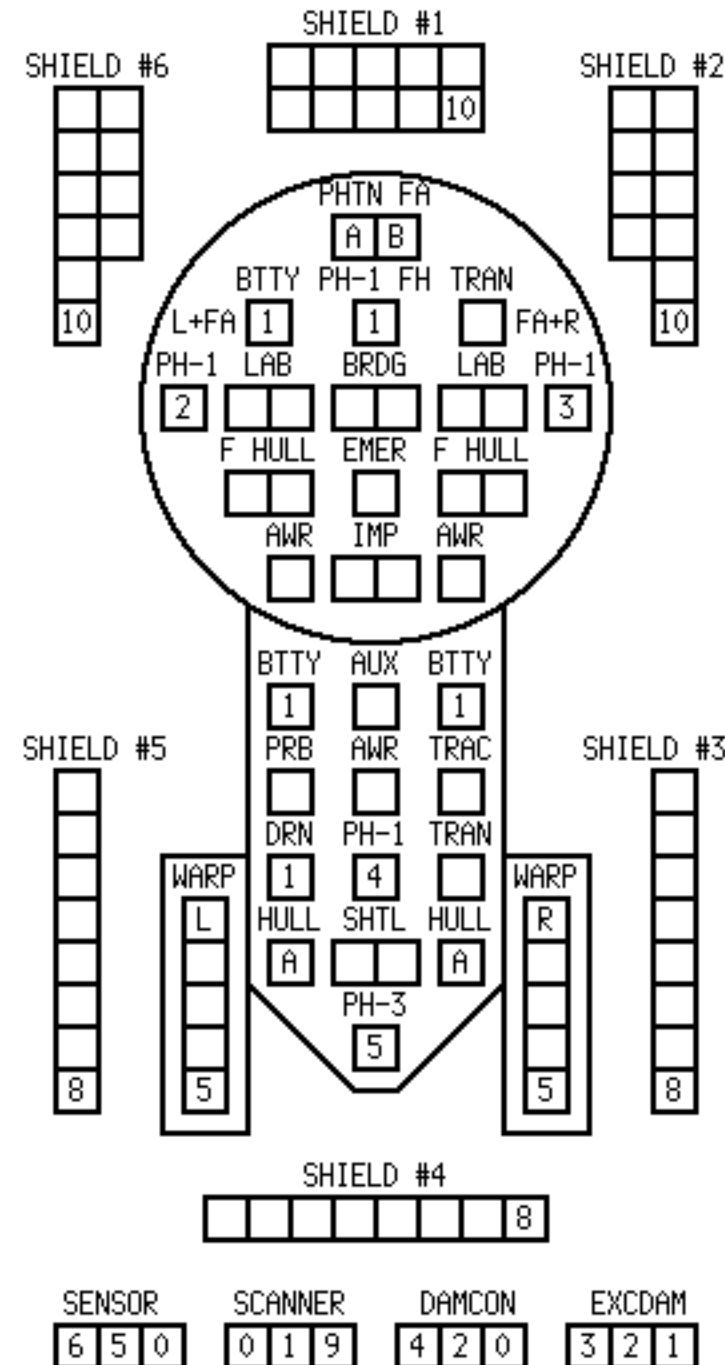 SHIELD #1
SHIELD #6
SHIELD #2
10
PHTN FA
A B
BTTY PH-1 FH TRAN
10 L+FA 1 1 FA+R 10
PH-1 LAB BRDG LAB PH-1
2 3
F HULL EMER F HULL
AWR IMP AWR
BTTY AUX BTTY
1 1
SHIELD #5 PRB AWR TRAC SHIELD #3
DRN PH-1 TRAN
WARP 1 4 WARP
L HULL SHTL HULL R
A A
PH-3
5
8 5 5 8
SHIELD #4
8
SENSOR SCANNER DAMCON EXCDAM
6 5 0 0 1 9 4 2 0 3 2 1